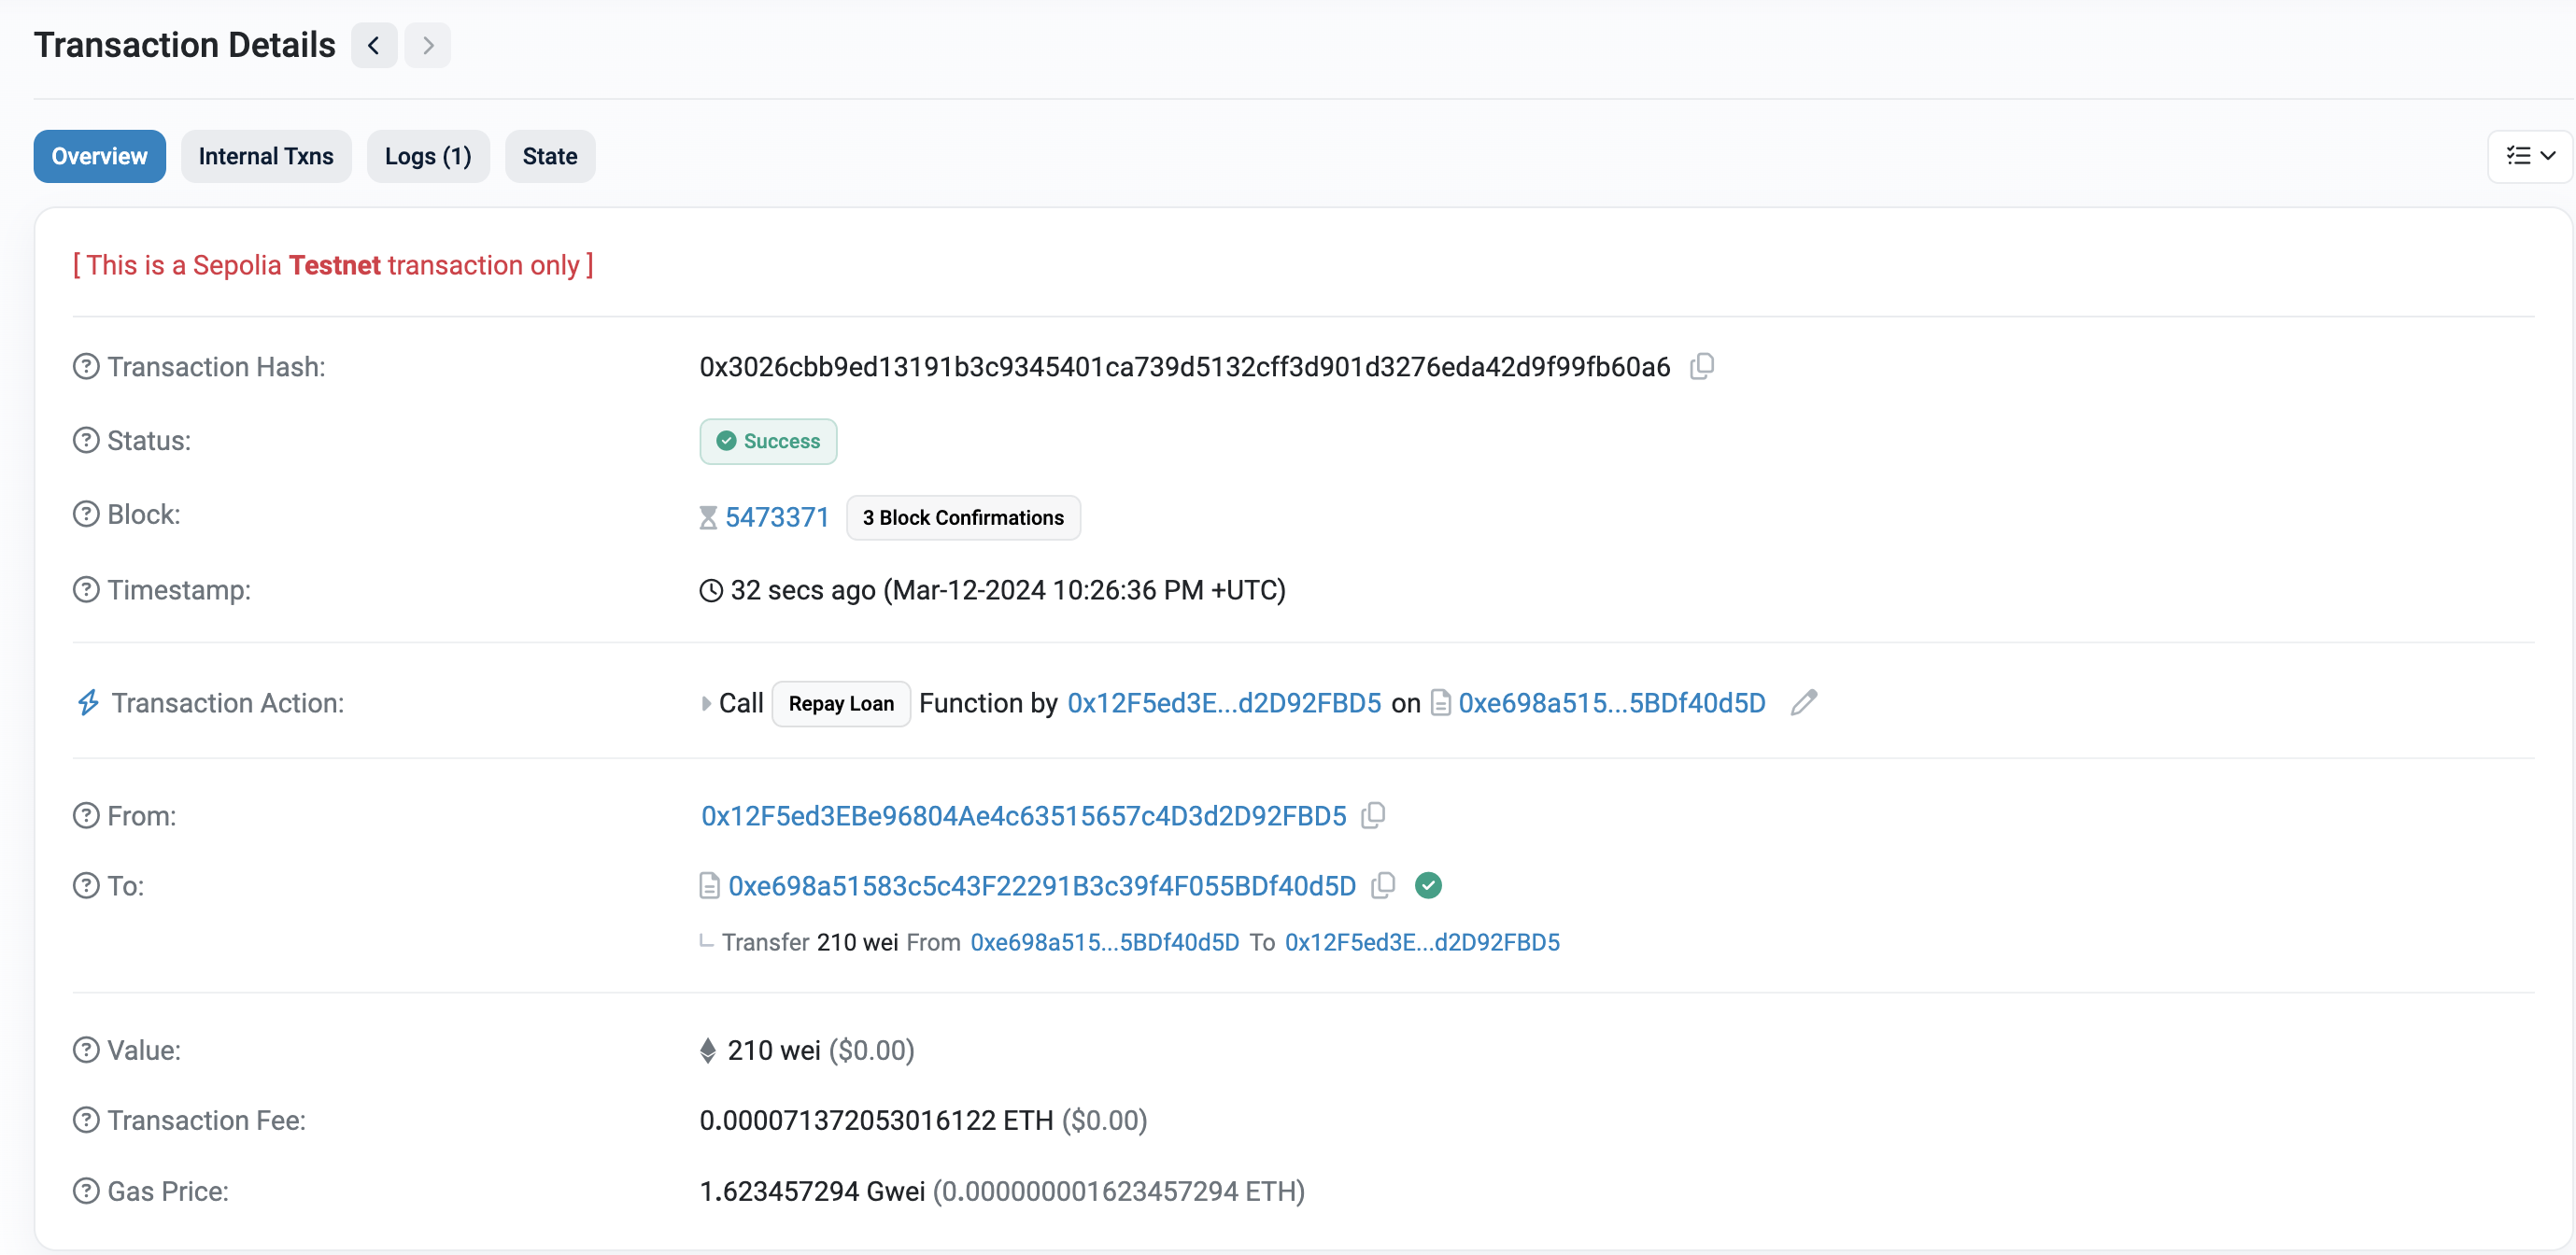 Transaction Details
Overview Internal Txns Logs (1) State
[ This is a Sepolia Testnet transaction only ]
Transaction Hash: 0x3026cbb9ed13191b3c9345401ca739d5132cff3d901d3276eda42d9f99fb60a6
Status: Success
Block: 5473371 3 Block Confirmations
Timestamp: 32 secs ago (Mar-12-2024 10:26:36 PM +UTC)
Transaction Action: Call Repay Loan Function by 0x12F5ed3E...d2D92FBD5 on 0xe698a515...5BDf40d5D
From: 0x12F5ed3EBe96804Ae4c63515657c4D3d2D92FBD5
To: 0xe698a51583c5c43F22291B3c39f4F055BDf40d5D
Transfer 210 wei From 0xe698a515...5BDf40d5D To 0x12F5ed3E...d2D92FBD5
Value: 210 wei ($0.00)
Transaction Fee: 0.000071372053016122 ETH ($0.00)
Gas Price: 1.623457294 Gwei (0.000000001623457294 ETH)